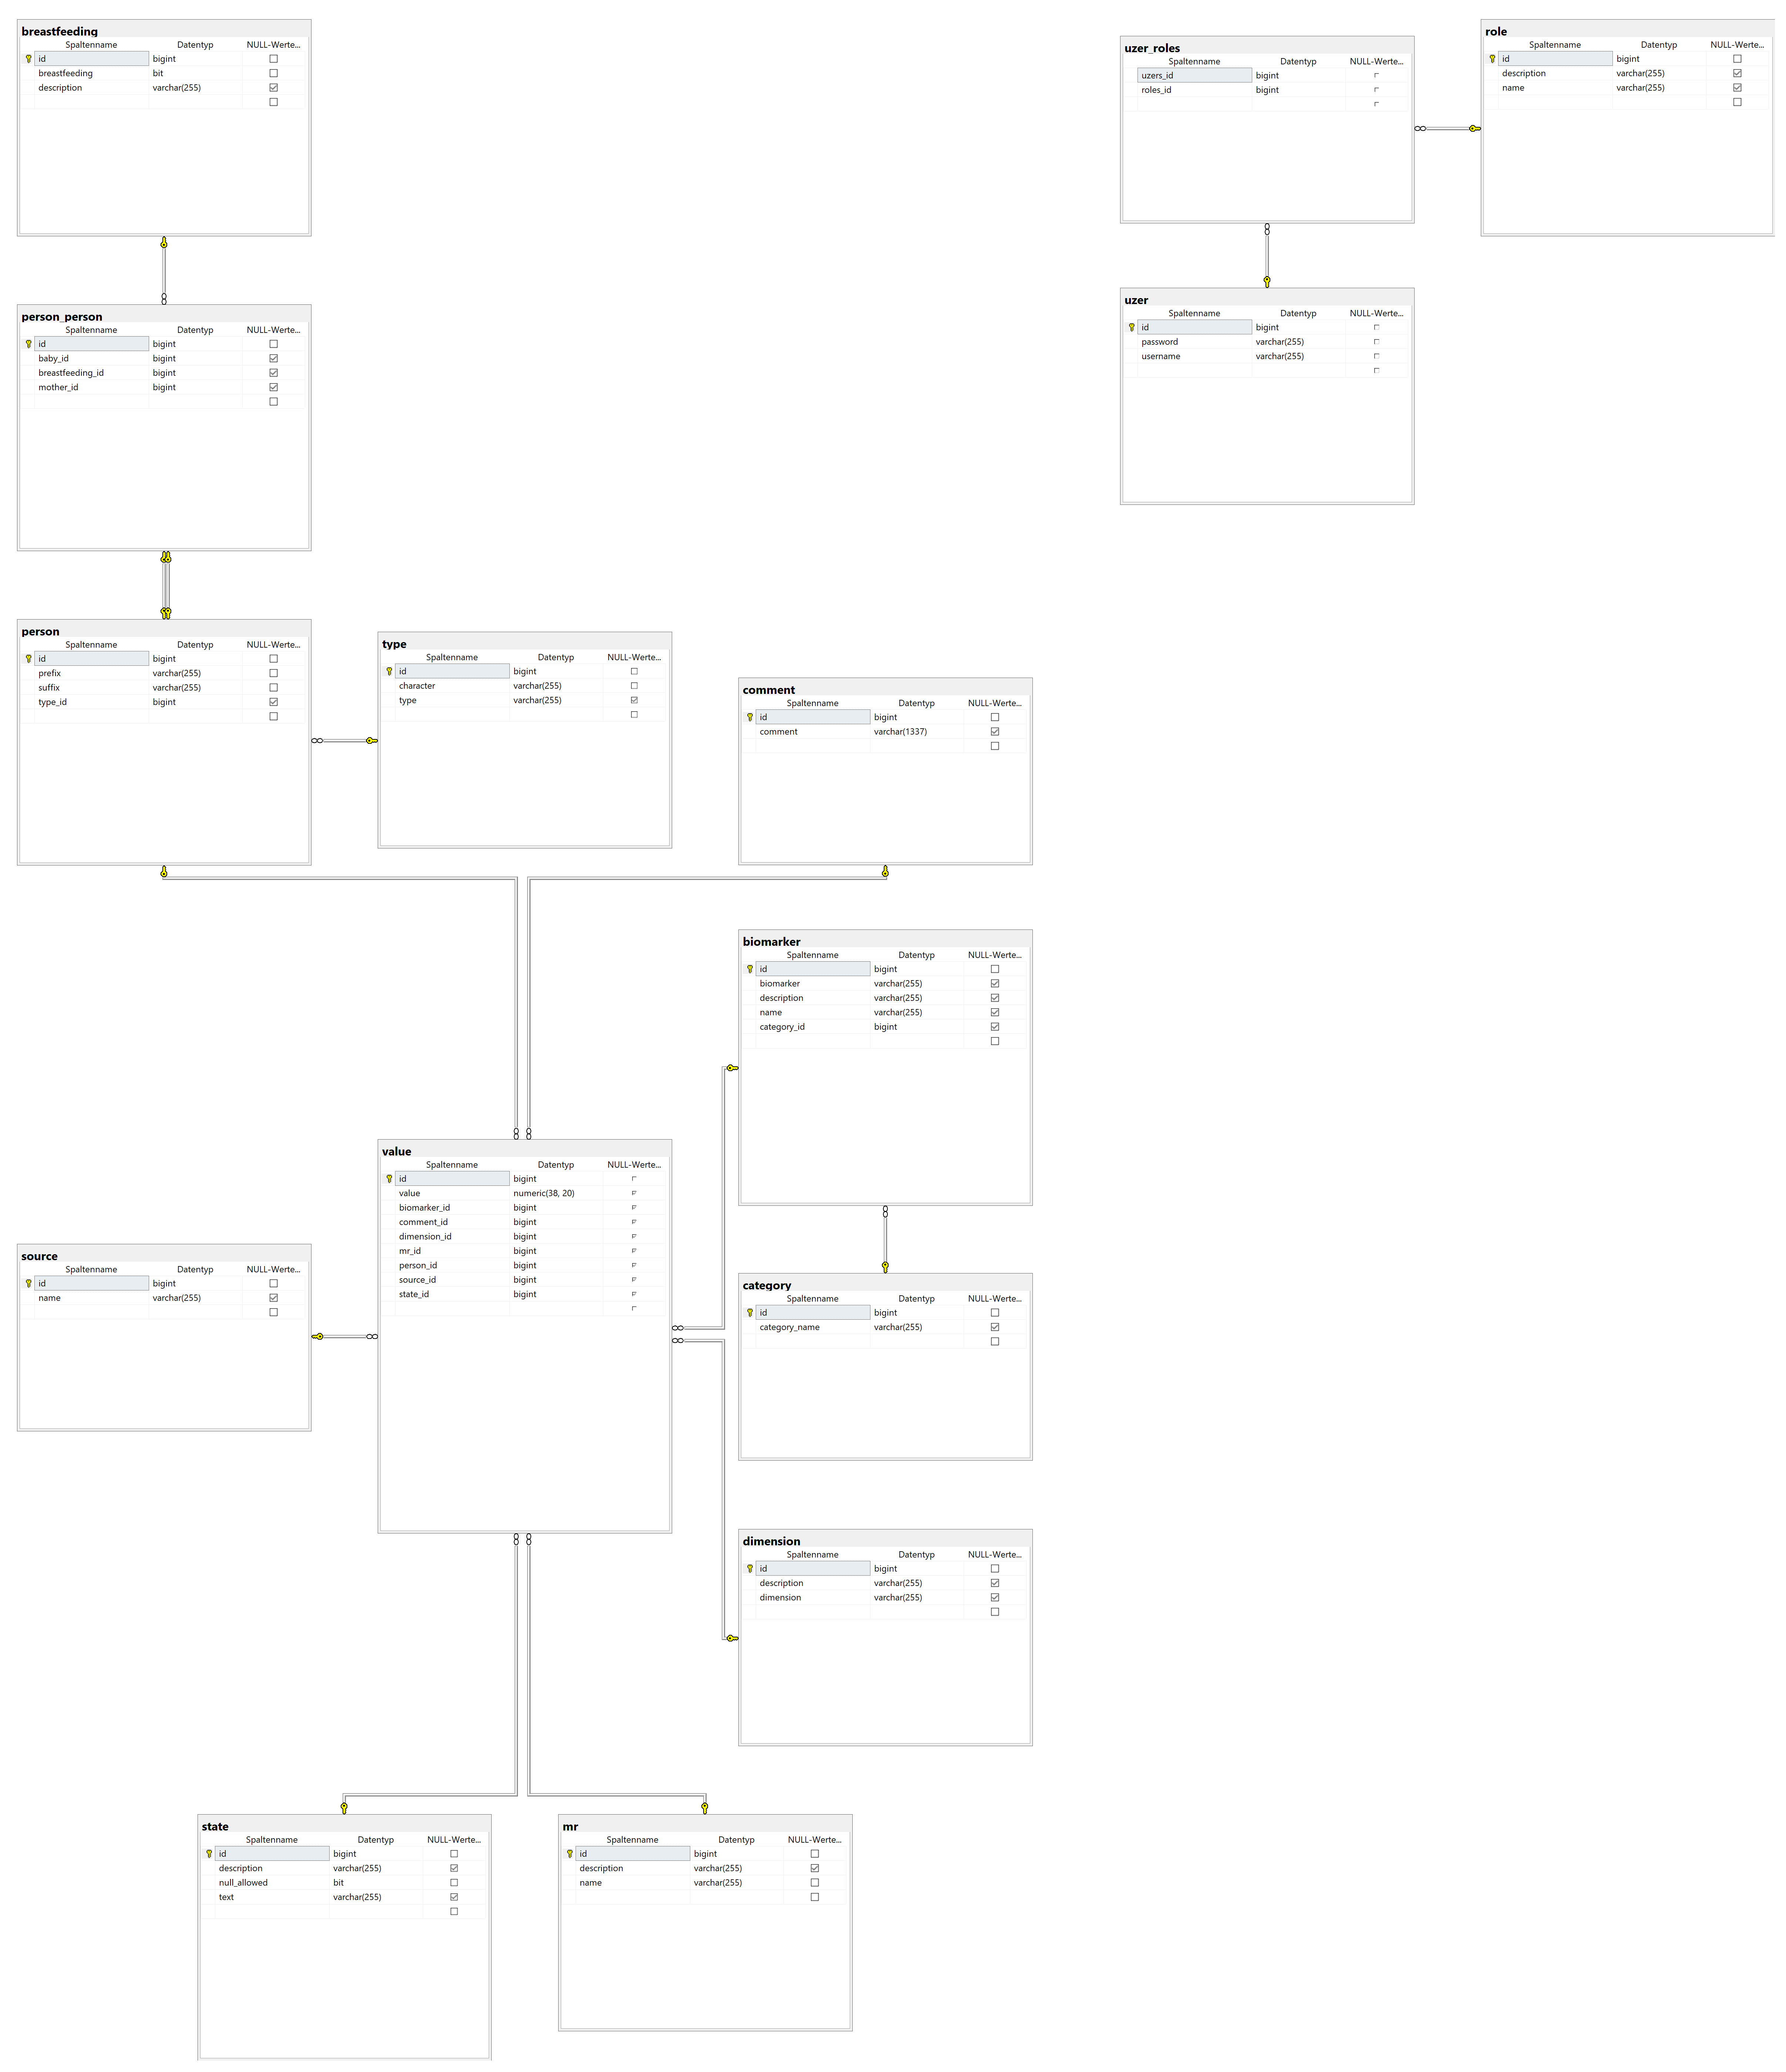 breastfeeding
Spaltenname Datentyp NULL-Werte...
id bigint
breastfeeding bit
description varchar(255)
uzer_roles
Spaltenname Datentyp NULL-Werte...
uzers_id bigint
roles_id bigint
role
Spaltenname Datentyp NULL-Werte...
id bigint
description varchar(255)
name varchar(255)
person_person
Spaltenname Datentyp NULL-Werte...
id bigint
baby_id bigint
breastfeeding_id bigint
mother_id bigint
uzer
Spaltenname Datentyp NULL-Werte...
id bigint
password varchar(255)
username varchar(255)
person
Spaltenname Datentyp NULL-Werte...
id bigint
prefix varchar(255)
suffix varchar(255)
type_id bigint
type
Spaltenname Datentyp NULL-Werte...
id bigint
character varchar(255)
type varchar(255)
comment
Spaltenname Datentyp NULL-Werte...
id bigint
comment varchar(1337)
biomarker
Spaltenname Datentyp NULL-Werte...
id bigint
biomarker varchar(255)
description varchar(255)
name varchar(255)
category_id bigint
value
Spaltenname Datentyp NULL-Werte...
id bigint
value numeric(38, 20)
biomarker_id bigint
comment_id bigint
dimension_id bigint
mr_id bigint
person_id bigint
source_id bigint
state_id bigint
source
Spaltenname Datentyp NULL-Werte...
id bigint
name varchar(255)
category
Spaltenname Datentyp NULL-Werte...
id bigint
category_name varchar(255)
dimension
Spaltenname Datentyp NULL-Werte...
id bigint
description varchar(255)
dimension varchar(255)
state
Spaltenname Datentyp NULL-Werte...
id bigint
description varchar(255)
null_allowed bit
text varchar(255)
mr
Spaltenname Datentyp NULL-Werte...
id bigint
description varchar(255)
name varchar(255)